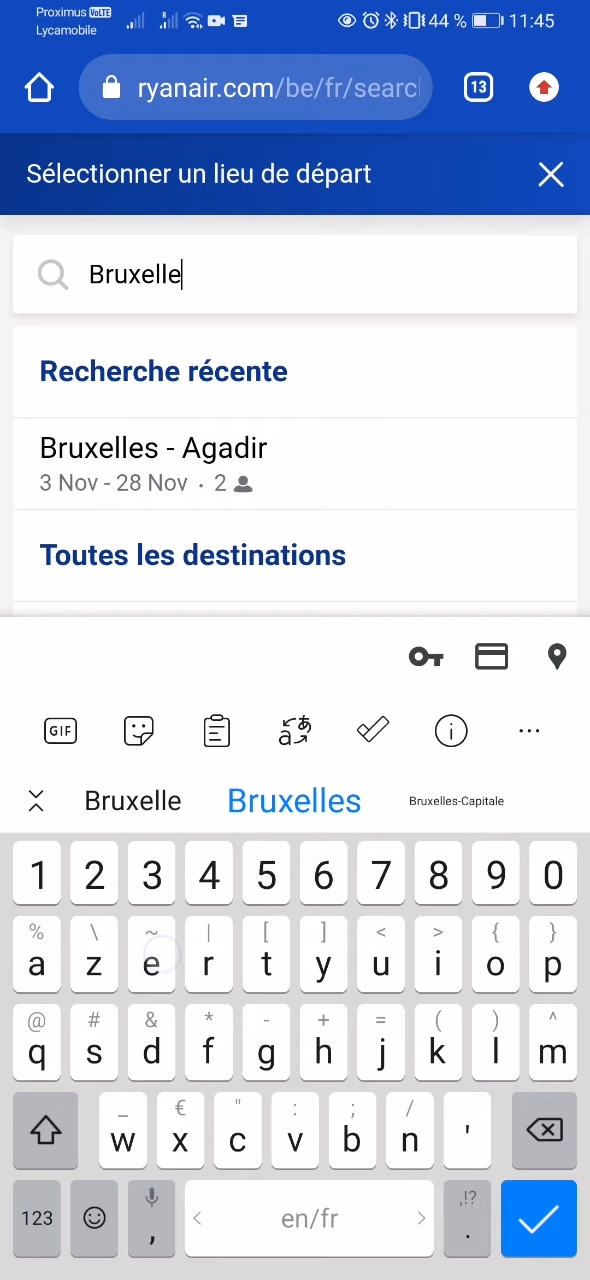 Proximus VoLTE
Lycamobile
44 % 11:45
ryanair.com/be/fr/searc
13
Sélectionner un lieu de départ
Bruxelle
Recherche récente
Bruxelles - Agadir
3 Nov - 28 Nov · 2
Toutes les destinations
GIF
Bruxelle Bruxelles Bruxelles-Capitale
1 2 3 4 5 6 7 8 9 0
% \ ~ | [ ] < > { }
a z e r t y u i o p
@ # & * - + = ( ) ^
q s d f g h j k l m
_ € " : ; /
w x c v b n '
,!?
123 , < en/fr > .